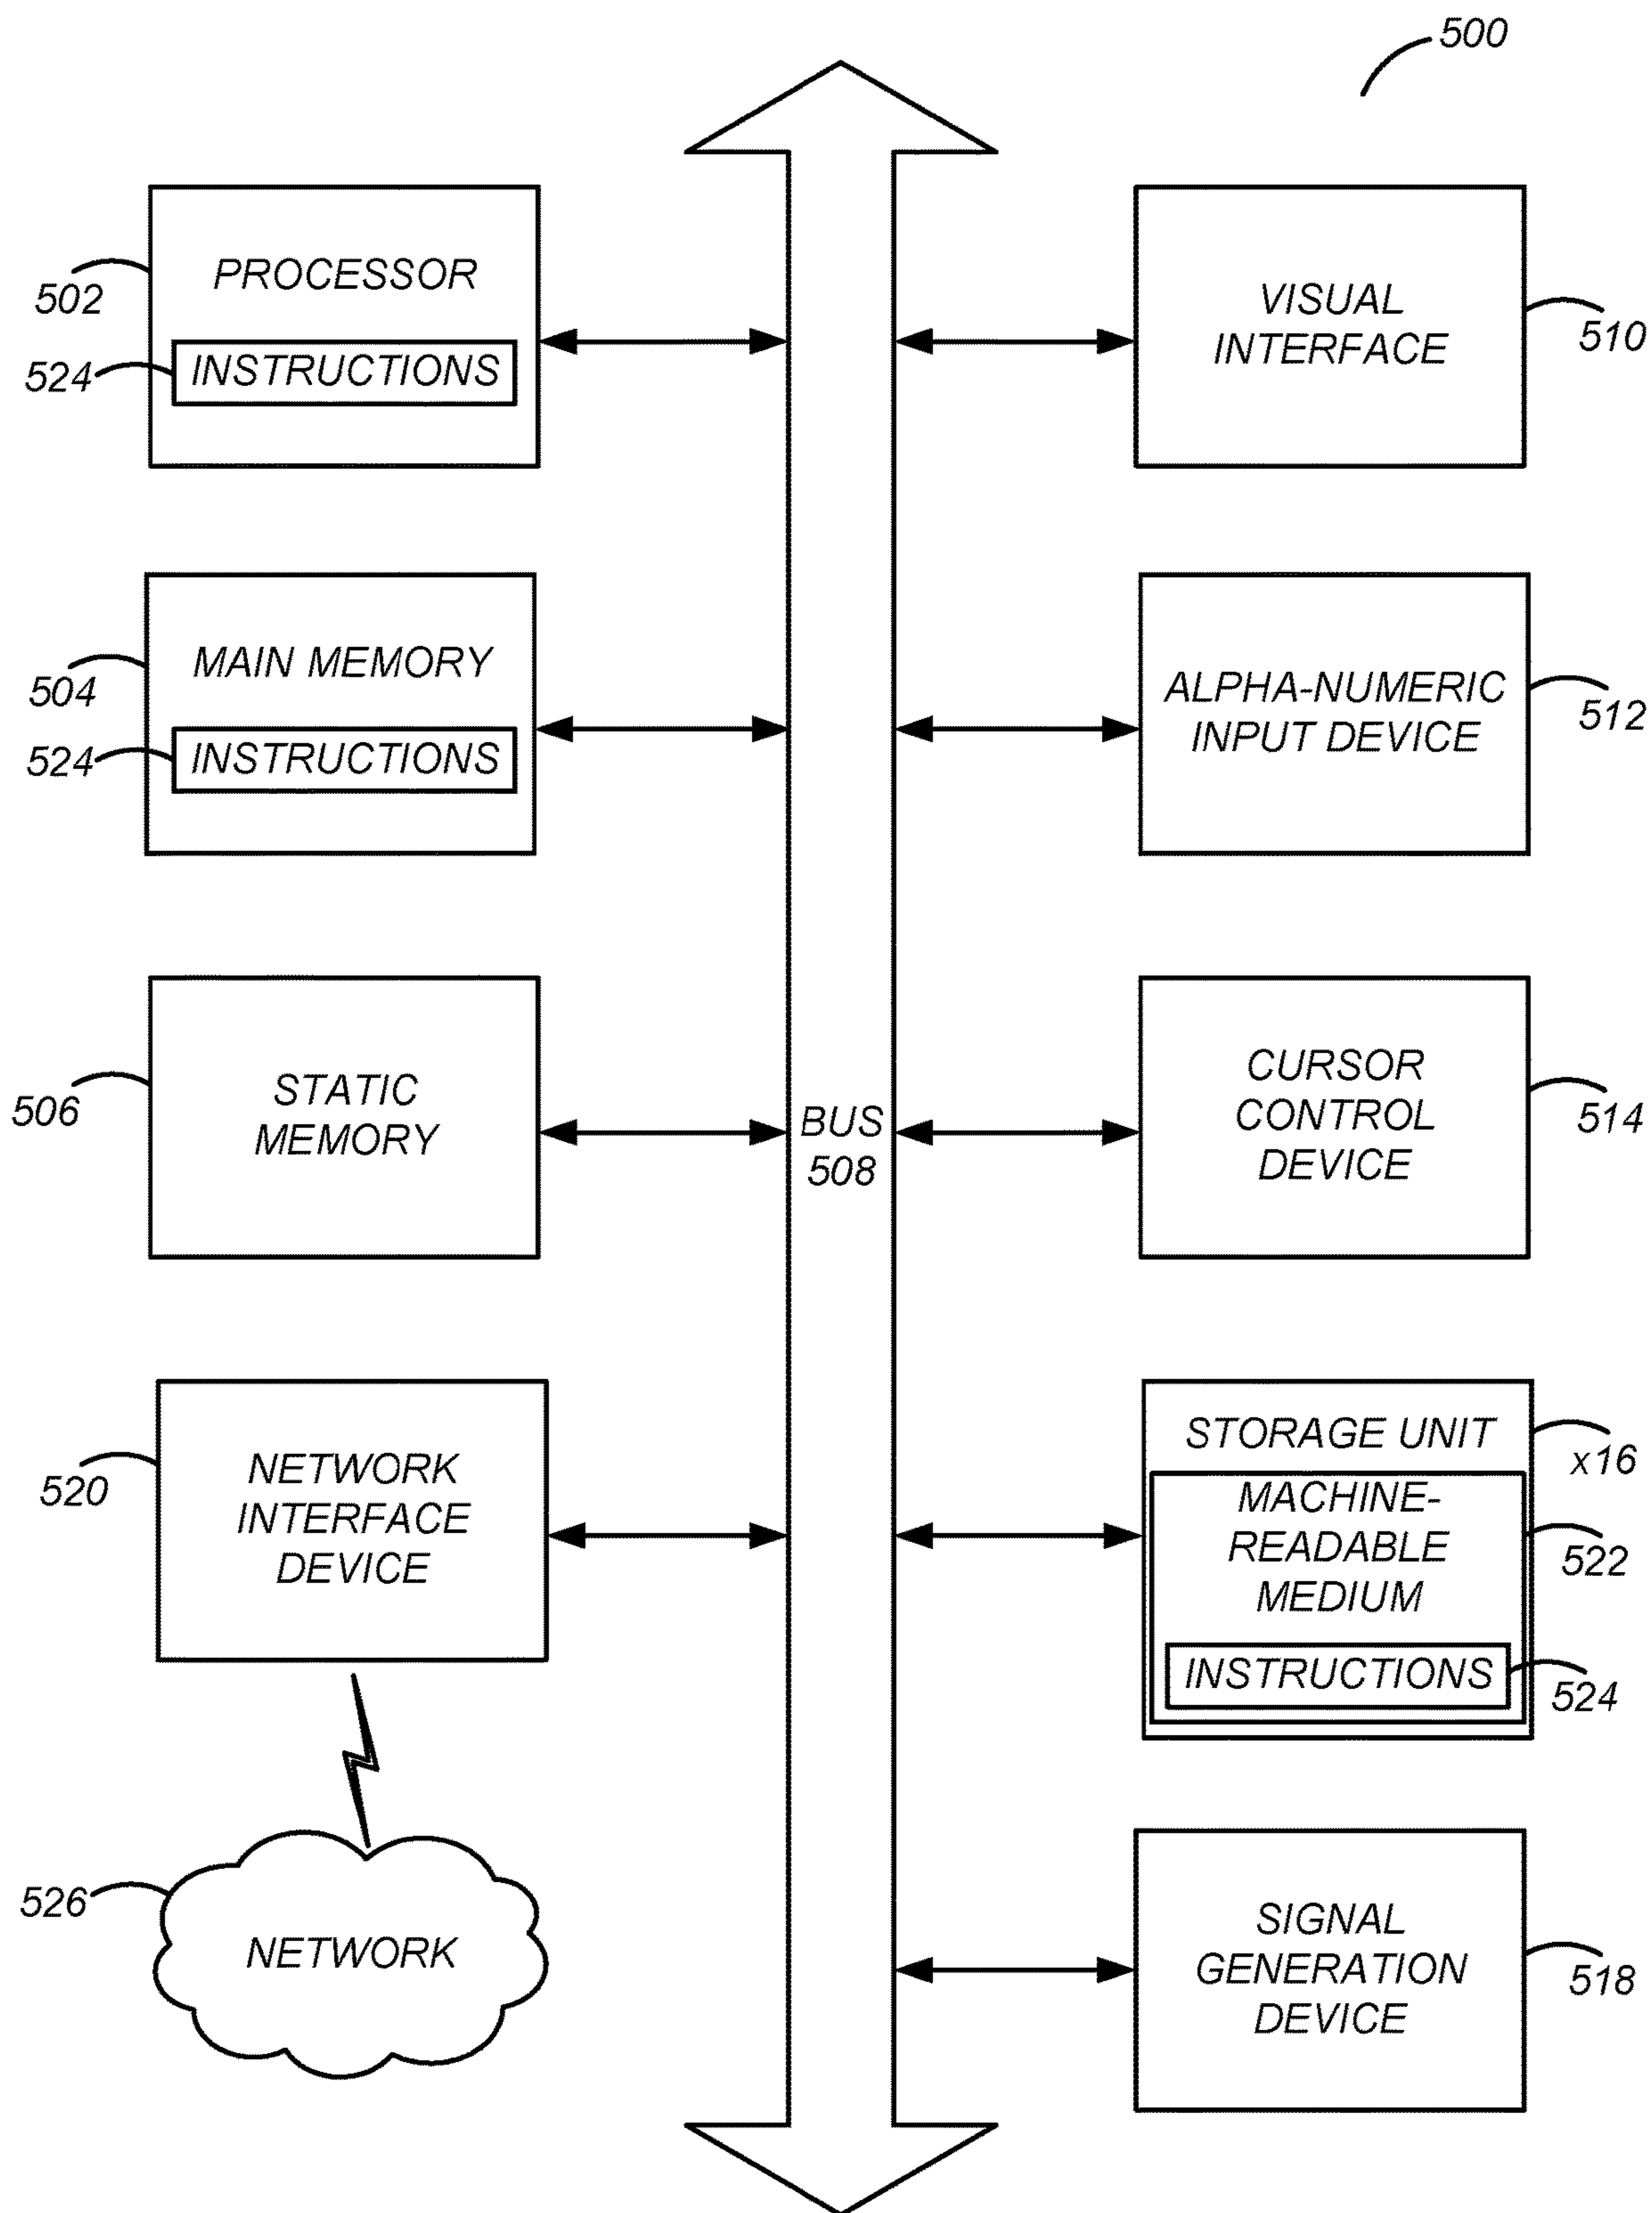 500
PROCESSOR
502
524
INSTRUCTIONS
MAIN MEMORY
504
524
INSTRUCTIONS
506
STATIC
MEMORY
520
NETWORK
INTERFACE
DEVICE
526
NETWORK
BUS
508
VISUAL
INTERFACE
510
ALPHA-NUMERIC
INPUT DEVICE
512
CURSOR
CONTROL
DEVICE
514
STORAGE UNIT
x16
MACHINE-
READABLE
MEDIUM
522
INSTRUCTIONS
524
SIGNAL
GENERATION
DEVICE
518